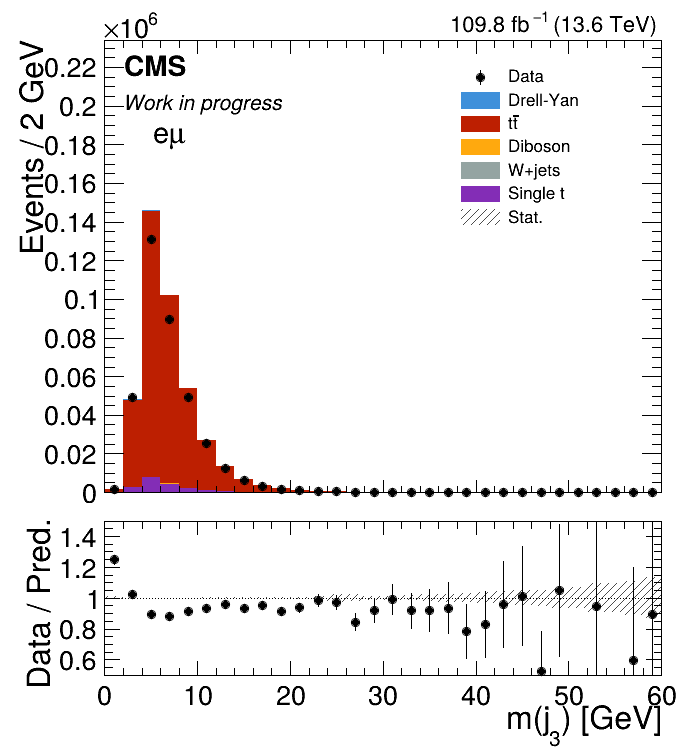 ×10⁶
109.8 fb⁻¹ (13.6 TeV)
Events / 2 GeV
CMS
Work in progress
eμ
Data
Drell-Yan
tt̄
Diboson
W+jets
Single t
Stat.
0.22
0.2
0.18
0.16
0.14
0.12
0.1
0.08
0.06
0.04
0.02
0
Data / Pred.
1.4
1.2
1
0.8
0.6
0 10 20 30 40 50 60
m(j₃) [GeV]